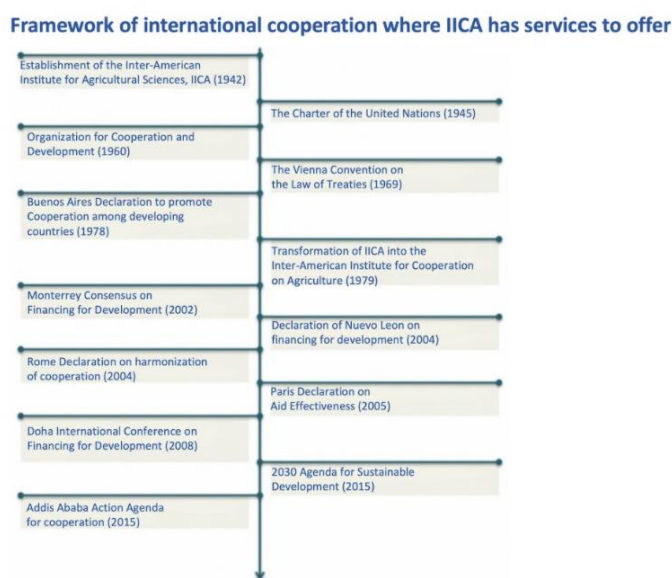 Framework of international cooperation where IICA has services to offer
Establishment of the Inter-American
Institute for Agricultural Sciences, IICA (1942)
The Charter of the United Nations (1945)
Organization for Cooperation and
Development (1960)
The Vienna Convention on
the Law of Treaties (1969)
Buenos Aires Declaration to promote
Cooperation among developing
countries (1978)
Transformation of IICA into the
Inter-American Institute for Cooperation
on Agriculture (1979)
Monterrey Consensus on
Financing for Development (2002)
Declaration of Nuevo Leon on
financing for development (2004)
Rome Declaration on harmonization
of cooperation (2004)
Paris Declaration on
Aid Effectiveness (2005)
Doha International Conference on
Financing for Development (2008)
2030 Agenda for Sustainable
Development (2015)
Addis Ababa Action Agenda
for cooperation (2015)